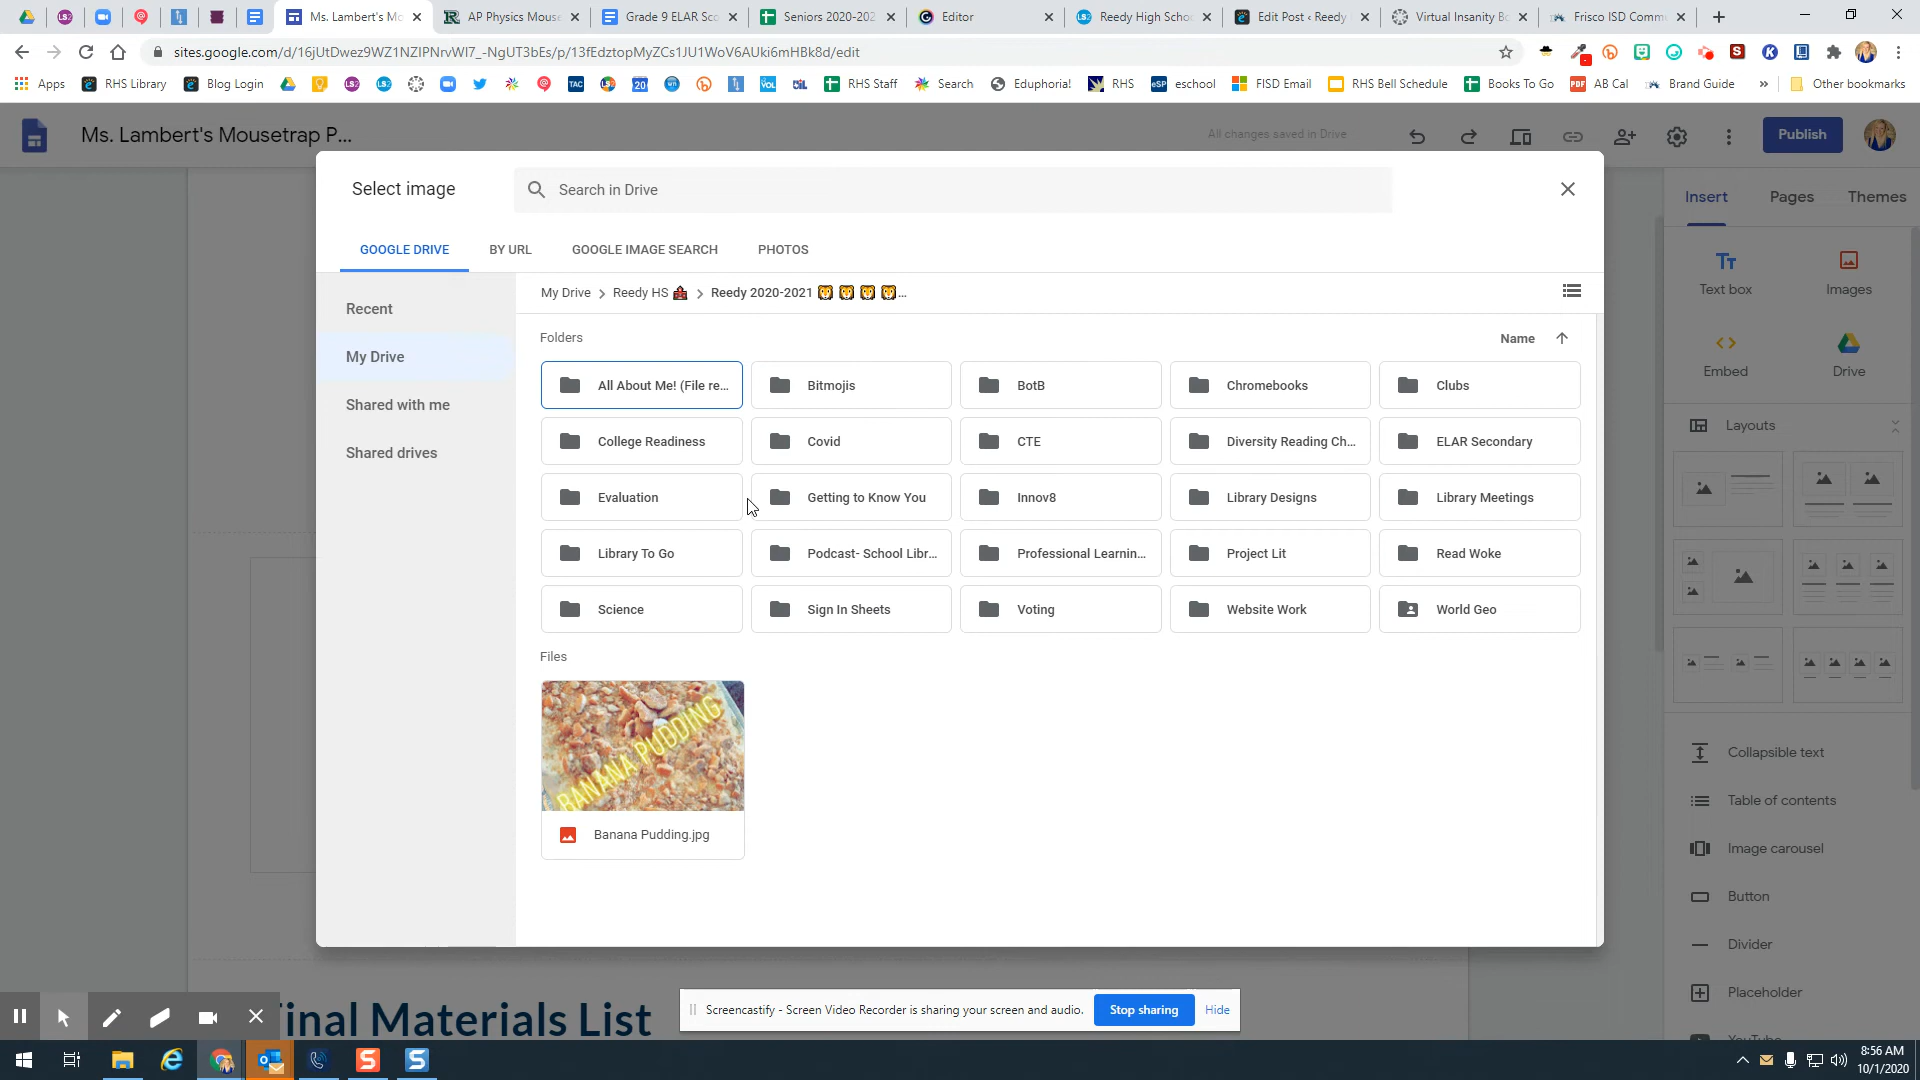 Ms. Lambert's Mo
AP Physics Mouse
Grade 9 ELAR Sco
Seniors 2020-202
Editor
Reedy High Schoo
Edit Post ‹ Reedy
Virtual Insanity Bo
Frisco ISD Comm
sites.google.com/d/16jUtDwez9WZ1NZIPNrvWI7_-NgUT3bEs/p/13fEdztopMyZCs1JU1WoV6AUki6mHBk8d/edit
Apps
RHS Library
Blog Login
RHS Staff
Search
Eduphoria!
RHS
eschool
FISD Email
RHS Bell Schedule
Books To Go
AB Cal
Brand Guide
Other bookmarks
Ms. Lambert's Mousetrap P...
All changes saved in Drive
Publish
Select image
Search in Drive
GOOGLE DRIVE
BY URL
GOOGLE IMAGE SEARCH
PHOTOS
Recent
My Drive
Shared with me
Shared drives
My Drive > Reedy HS 🏫 > Reedy 2020-2021 🦁 🦁 🦁 🦁...
Folders
Name
All About Me! (File re...
Bitmojis
BotB
Chromebooks
Clubs
College Readiness
Covid
CTE
Diversity Reading Ch...
ELAR Secondary
Evaluation
Getting to Know You
Innov8
Library Designs
Library Meetings
Library To Go
Podcast- School Libr...
Professional Learnin...
Project Lit
Read Woke
Science
Sign In Sheets
Voting
Website Work
World Geo
Files
BANANA PUDDING
Banana Pudding.jpg
Insert
Pages
Themes
Text box
Images
Embed
Drive
Layouts
Collapsible text
Table of contents
Image carousel
Button
Divider
Placeholder
YouTube
inal Materials List
Screencastify - Screen Video Recorder is sharing your screen and audio.
Stop sharing
Hide
8:56 AM
10/1/2020